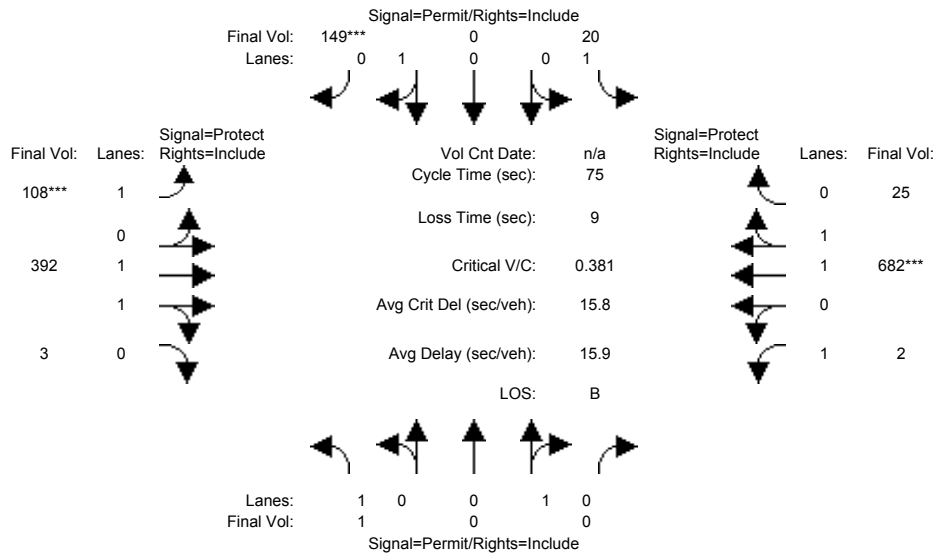 Signal=Permit/Rights=Include
Final Vol: 149*** 0 20
Lanes: 0 1 0 0 1
Signal=Protect Signal=Protect
Final Vol: Lanes: Rights=Include Vol Cnt Date: n/a Rights=Include Lanes: Final Vol:
Cycle Time (sec): 75
108*** 1 0 25
Loss Time (sec): 9
0 1
392 1 Critical V/C: 0.381 1 682***
1 Avg Crit Del (sec/veh): 15.8 0
3 0 Avg Delay (sec/veh): 15.9 1 2
LOS: B
Lanes: 1 0 0 1 0
Final Vol: 1 0 0
Signal=Permit/Rights=Include